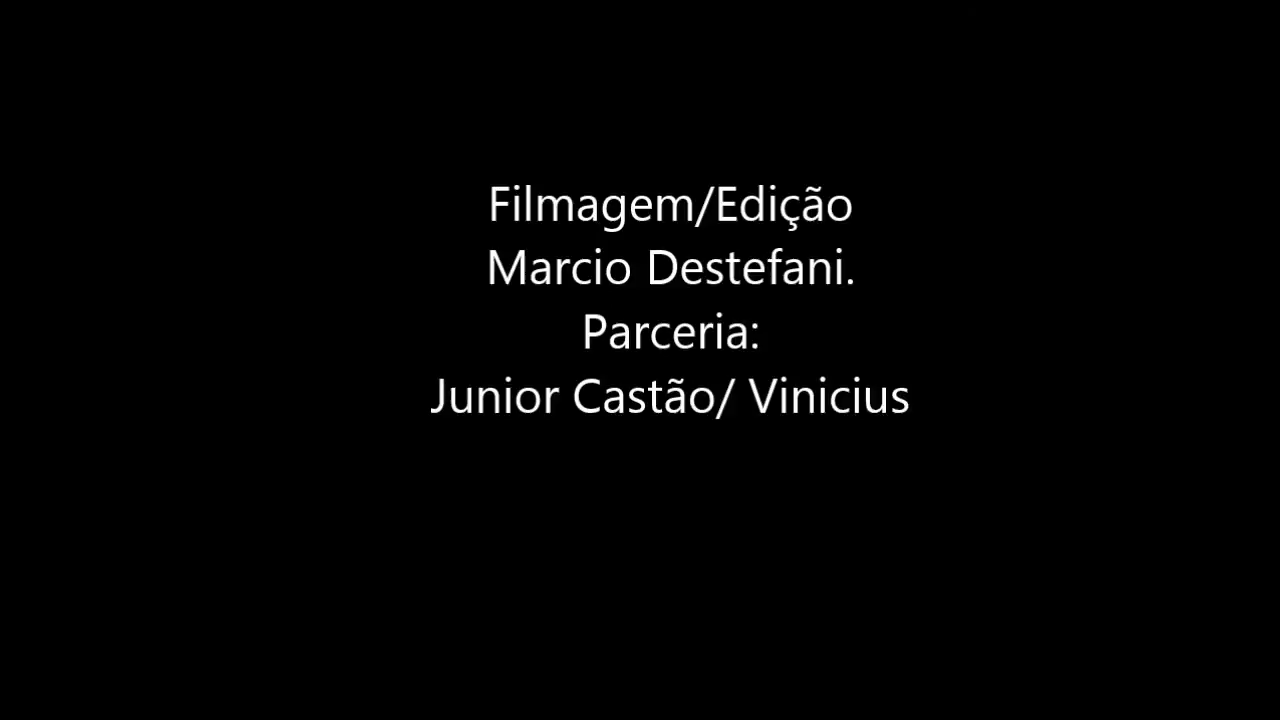 Filmagem/Edição
Marcio Destefani.
Parceria:
Junior Castão/ Vinicius